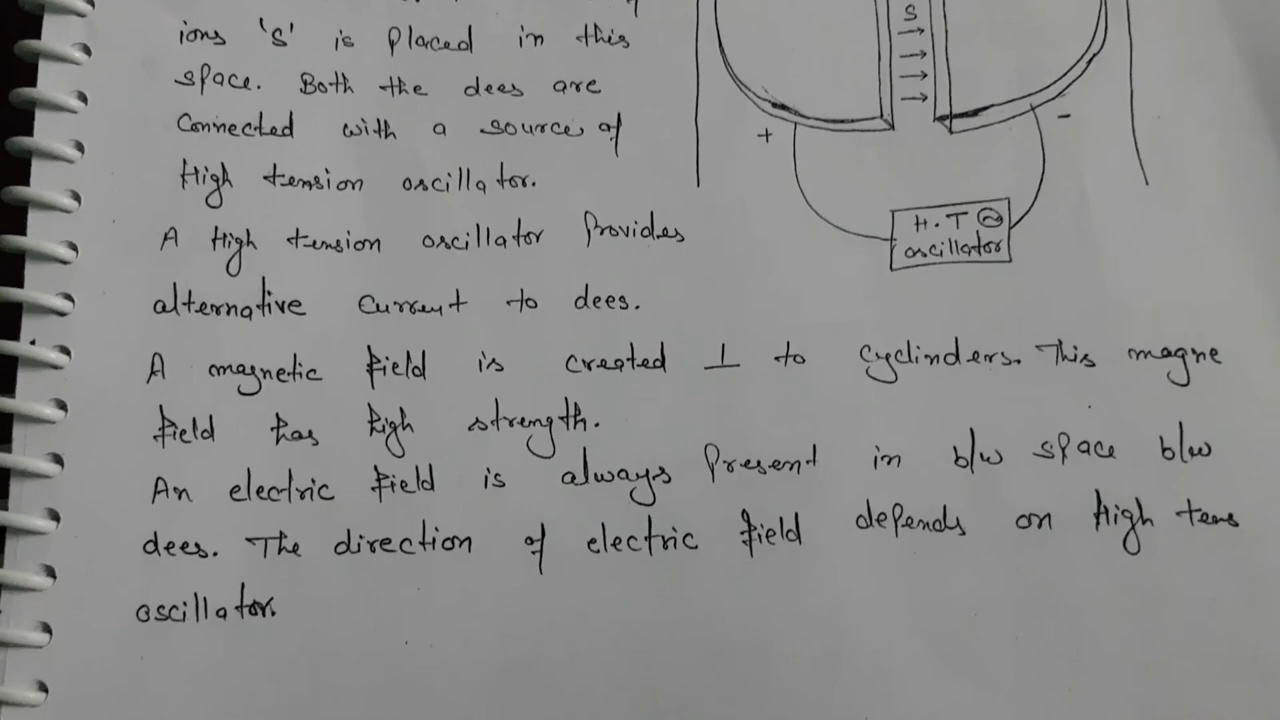 ions 'S' is placed in this
space. Both the dees are
Connected with a source of
High tension oscillator.
A High tension oscillator Provides
alternative Current to dees.
A magnetic field is created ⊥ to cyclinders. This magne
field has high strength.
An electric field is always Present in b/w space b/w
dees. The direction of electric field depends on high tens
oscillator.
S
+
-
H.T
oscillator